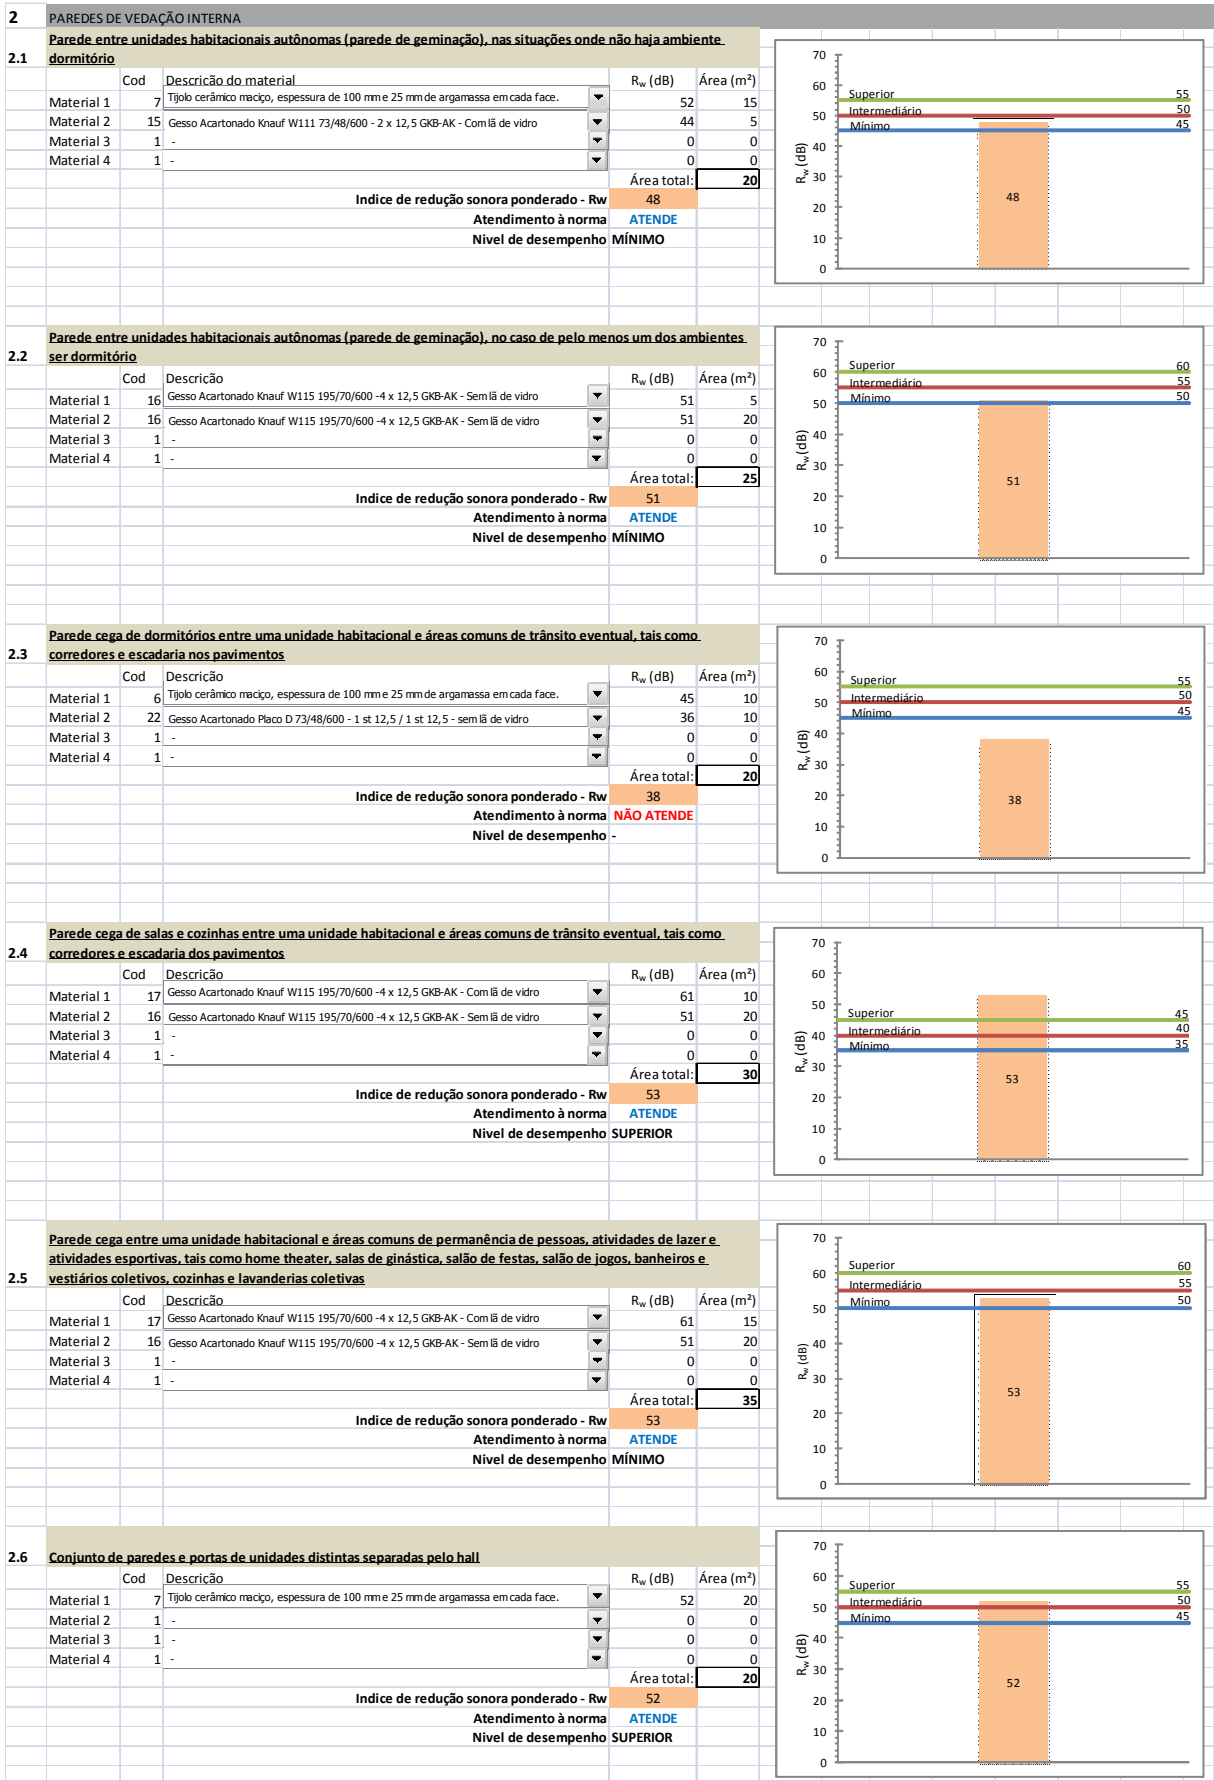 2 PAREDES DE VEDAÇÃO INTERNA
Parede entre unidades habitacionais autônomas (parede de geminação), nas situações onde não haja ambiente
2.1 dormitório
Cod Descrição do material R_w (dB) Área (m²)
Material 1 7 Tijolo cerâmico maciço, espessura de 100 mm e 25 mm de argamassa em cada face. 52 15
Material 2 15 Gesso Acartonado Knauf W111 73/48/600 - 2 x 12,5 GKB-AK - Com lã de vidro 44 5
Material 3 1 - 0 0
Material 4 1 - 0 0
Área total: 20
Indice de redução sonora ponderado - Rw 48
Atendimento à norma ATENDE
Nivel de desempenho MÍNIMO
70
60
50
40
30
20
10
0
R_w (dB)
Superior 55
Intermediário 50
Mínimo 45
48
Parede entre unidades habitacionais autônomas (parede de geminação), no caso de pelo menos um dos ambientes
2.2 ser dormitório
Cod Descrição R_w (dB) Área (m²)
Material 1 16 Gesso Acartonado Knauf W115 195/70/600 -4 x 12,5 GKB-AK - Sem lã de vidro 51 5
Material 2 16 Gesso Acartonado Knauf W115 195/70/600 -4 x 12,5 GKB-AK - Sem lã de vidro 51 20
Material 3 1 - 0 0
Material 4 1 - 0 0
Área total: 25
Indice de redução sonora ponderado - Rw 51
Atendimento à norma ATENDE
Nivel de desempenho MÍNIMO
70
60
50
40
30
20
10
0
R_w (dB)
Superior 60
Intermediário 55
Mínimo 50
51
Parede cega de dormitórios entre uma unidade habitacional e áreas comuns de trânsito eventual, tais como
2.3 corredores e escadaria nos pavimentos
Cod Descrição R_w (dB) Área (m²)
Material 1 6 Tijolo cerâmico maciço, espessura de 100 mm e 25 mm de argamassa em cada face. 45 10
Material 2 22 Gesso Acartonado Placo D 73/48/600 - 1 st 12,5 / 1 st 12,5 - sem lã de vidro 36 10
Material 3 1 - 0 0
Material 4 1 - 0 0
Área total: 20
Indice de redução sonora ponderado - Rw 38
Atendimento à norma NÃO ATENDE
Nivel de desempenho -
70
60
50
40
30
20
10
0
R_w (dB)
Superior 55
Intermediário 50
Mínimo 45
38
Parede cega de salas e cozinhas entre uma unidade habitacional e áreas comuns de trânsito eventual, tais como
2.4 corredores e escadaria dos pavimentos
Cod Descrição R_w (dB) Área (m²)
Material 1 17 Gesso Acartonado Knauf W115 195/70/600 -4 x 12,5 GKB-AK - Com lã de vidro 61 10
Material 2 16 Gesso Acartonado Knauf W115 195/70/600 -4 x 12,5 GKB-AK - Sem lã de vidro 51 20
Material 3 1 - 0 0
Material 4 1 - 0 0
Área total: 30
Indice de redução sonora ponderado - Rw 53
Atendimento à norma ATENDE
Nivel de desempenho SUPERIOR
70
60
50
40
30
20
10
0
R_w (dB)
Superior 45
Intermediário 40
Mínimo 35
53
Parede cega entre uma unidade habitacional e áreas comuns de permanência de pessoas, atividades de lazer e
atividades esportivas, tais como home theater, salas de ginástica, salão de festas, salão de jogos, banheiros e
2.5 vestiários coletivos, cozinhas e lavanderias coletivas
Cod Descrição R_w (dB) Área (m²)
Material 1 17 Gesso Acartonado Knauf W115 195/70/600 -4 x 12,5 GKB-AK - Com lã de vidro 61 15
Material 2 16 Gesso Acartonado Knauf W115 195/70/600 -4 x 12,5 GKB-AK - Sem lã de vidro 51 20
Material 3 1 - 0 0
Material 4 1 - 0 0
Área total: 35
Indice de redução sonora ponderado - Rw 53
Atendimento à norma ATENDE
Nivel de desempenho MÍNIMO
70
60
50
40
30
20
10
0
R_w (dB)
Superior 60
Intermediário 55
Mínimo 50
53
2.6 Conjunto de paredes e portas de unidades distintas separadas pelo hall
Cod Descrição R_w (dB) Área (m²)
Material 1 7 Tijolo cerâmico maciço, espessura de 100 mm e 25 mm de argamassa em cada face. 52 20
Material 2 1 - 0 0
Material 3 1 - 0 0
Material 4 1 - 0 0
Área total: 20
Indice de redução sonora ponderado - Rw 52
Atendimento à norma ATENDE
Nivel de desempenho SUPERIOR
70
60
50
40
30
20
10
0
R_w (dB)
Superior 55
Intermediário 50
Mínimo 45
52